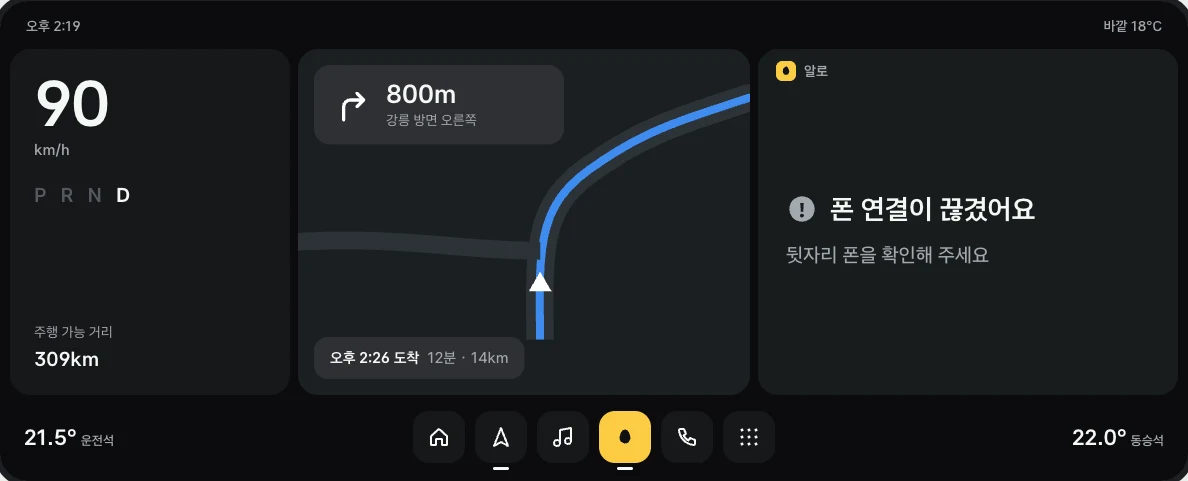 오후 2:19
바깥 18°C
90
km/h
P R N D
주행 가능 거리
309km
800m
강릉 방면 오른쪽
오후 2:26 도착 12분 · 14km
알로
폰 연결이 끊겼어요
뒷자리 폰을 확인해 주세요
21.5° 운전석
22.0° 동승석